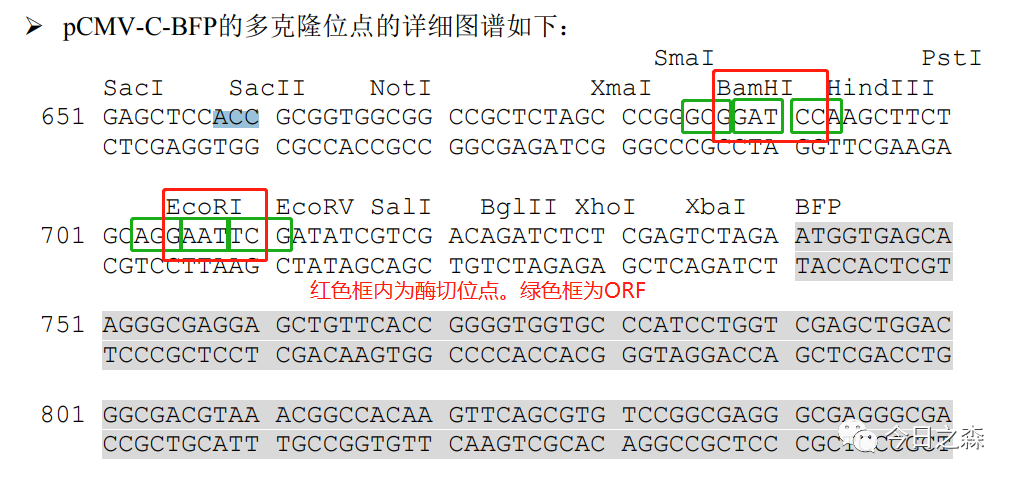 ➢ pCMV-C-BFP的多克隆位点的详细图谱如下：
SmaI PstI
SacI SacII NotI XmaI BamHI HindIII
651 GAGCTCCACC GCGGTGGCGG CCGCTCTAGC CCGGGCGGAT CCAAGCTTCT
CTCGAGGTGG CGCCACCGCC GGCGAGATCG GGCCCGCCTA GGTTCGAAGA
EcoRI EcoRV SalI BglII XhoI XbaI BFP
701 GCAGGAATTC GATATCGTCG ACAGATCTCT CGAGTCTAGA ATGGTGAGCA
CGTCCTTAAG CTATAGCAGC TGTCTAGAGA GCTCAGATCT TACCACTCGT
红色框内为酶切位点。绿色框为ORF
751 AGGGCGAGGA GCTGTTCACC GGGGTGGTGC CCATCCTGGT CGAGCTGGAC
TCCCGCTCCT CGACAAGTGG CCCCACCACG GGTAGGACCA GCTCGACCTG
801 GGCGACGTAA ACGGCCACAA GTTCAGCGTG TCCGGCGAGG GCGAGGGCGA
CCGCTGCATT TGCCGGTGTT CAAGTCGCAC AGGCCGCTCC CGCTCCCGCT
今日之森